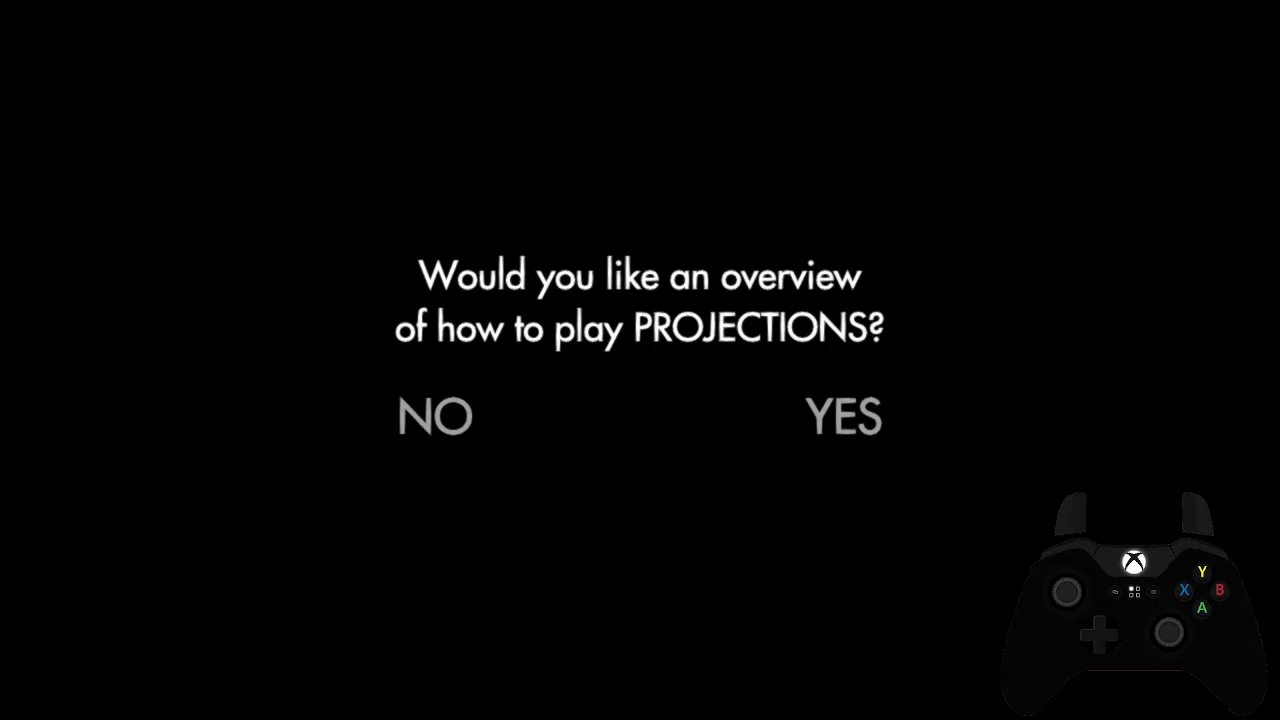 Would you like an overview
of how to play PROJECTIONS?
NO YES
Y
X B
A